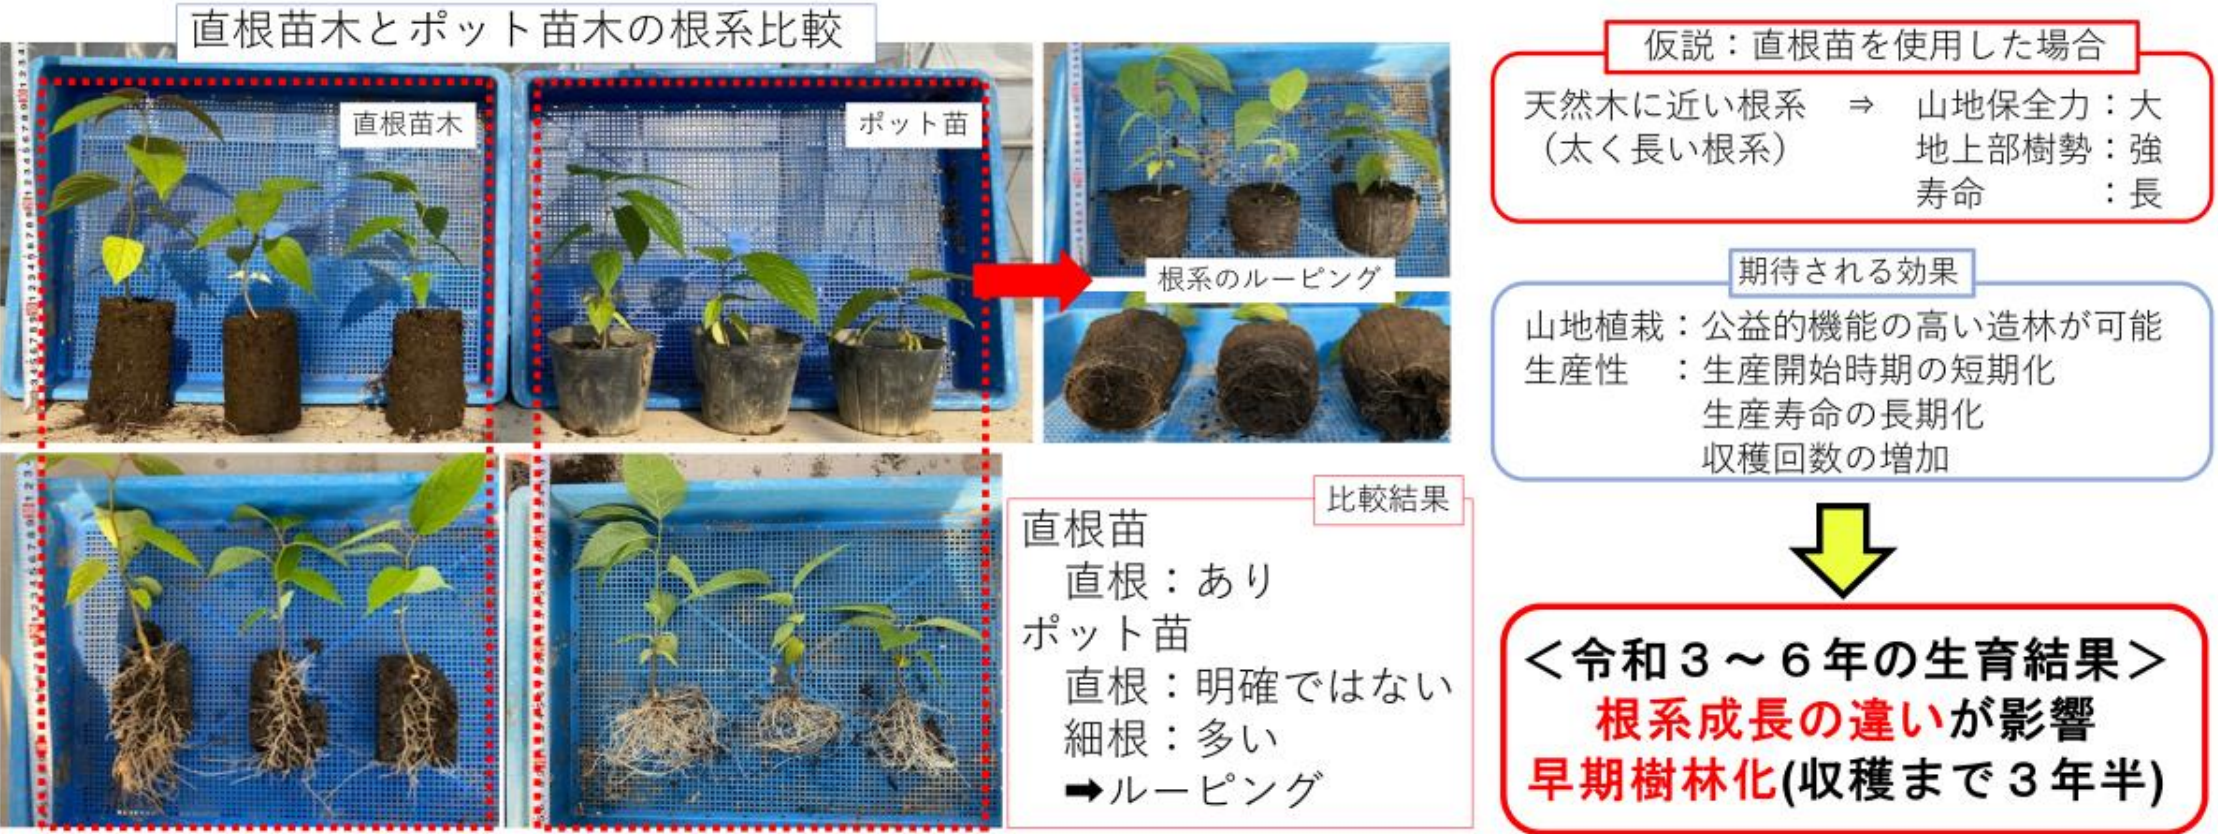 直根苗木とポット苗木の根系比較
直根苗木
ポット苗
根系のルーピング
比較結果
直根苗
直根：あり
ポット苗
直根：明確ではない
細根：多い
➡ルーピング
仮説：直根苗を使用した場合
天然木に近い根系 ⇒ 山地保全力：大
（太く長い根系） 地上部樹勢：強
寿命 ：長
期待される効果
山地植栽：公益的機能の高い造林が可能
生産性 ：生産開始時期の短期化
生産寿命の長期化
収穫回数の増加
＜令和３～６年の生育結果＞
根系成長の違いが影響
早期樹林化(収穫まで３年半)